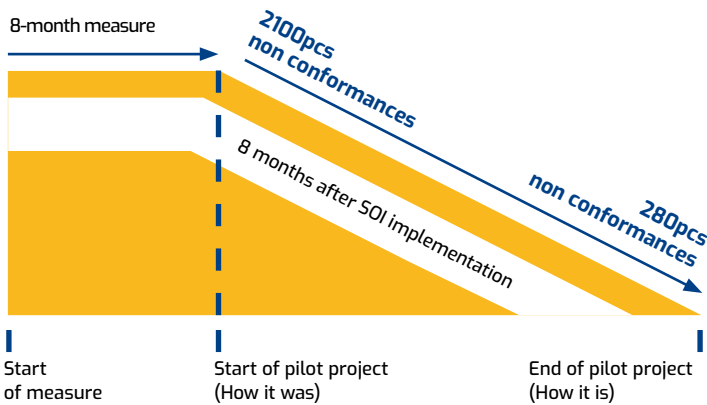 8-month measure
2100pcs
non conformances
8 months after SOI implementation
280pcs
non conformances
Start
of measure
Start of pilot project
(How it was)
End of pilot project
(How it is)